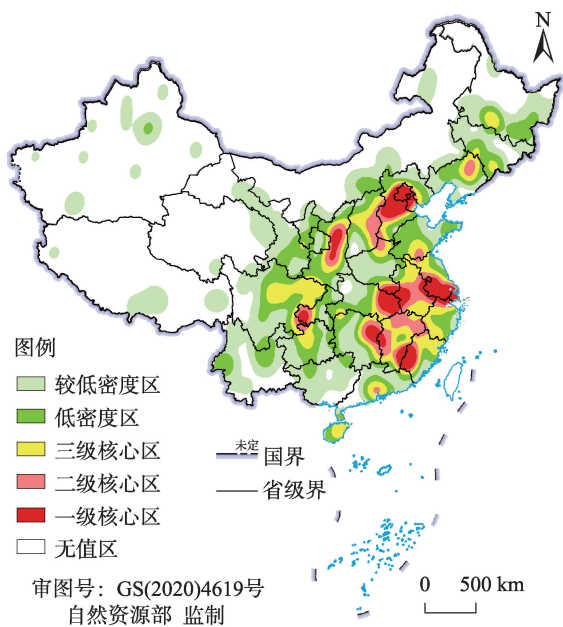 N
图例
较低密度区
低密度区
三级核心区
二级核心区
一级核心区
无值区
未定
国界
省级界
审图号：GS(2020)4619号
自然资源部 监制
0 500 km